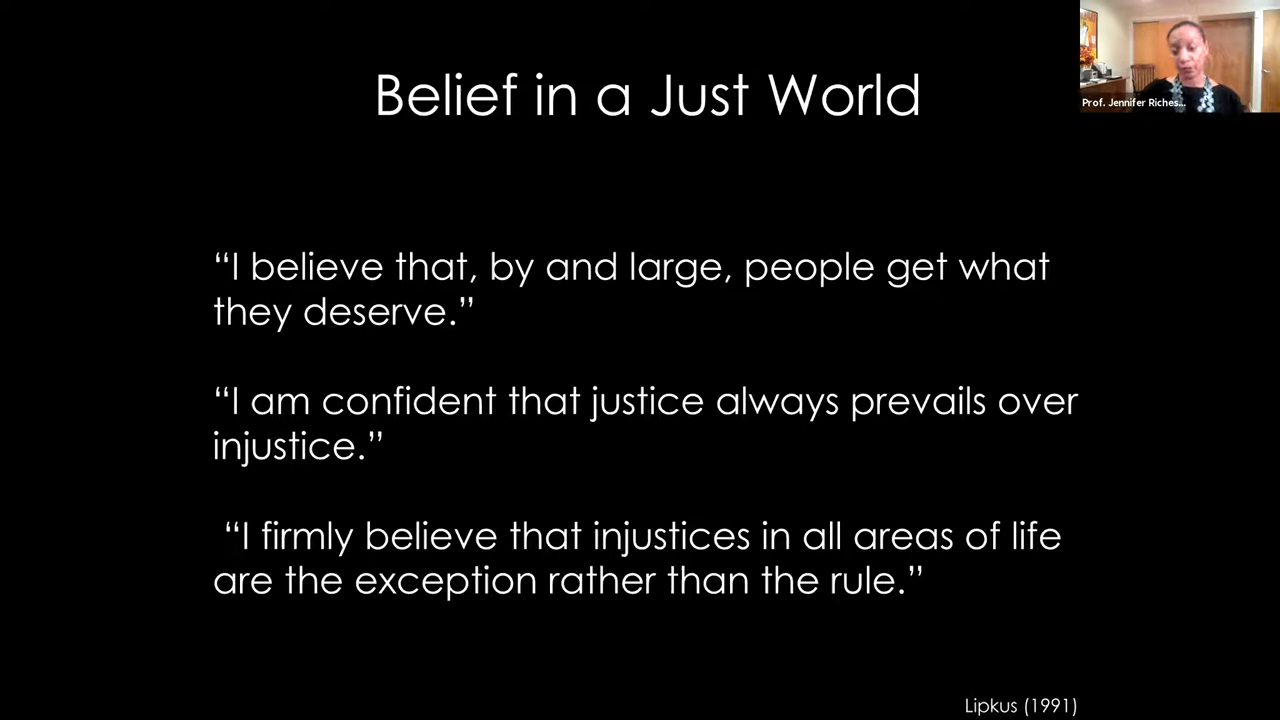 Belief in a Just World
Prof. Jennifer Riches...
“I believe that, by and large, people get what
they deserve.”
“I am confident that justice always prevails over
injustice.”
“I firmly believe that injustices in all areas of life
are the exception rather than the rule.”
Lipkus (1991)